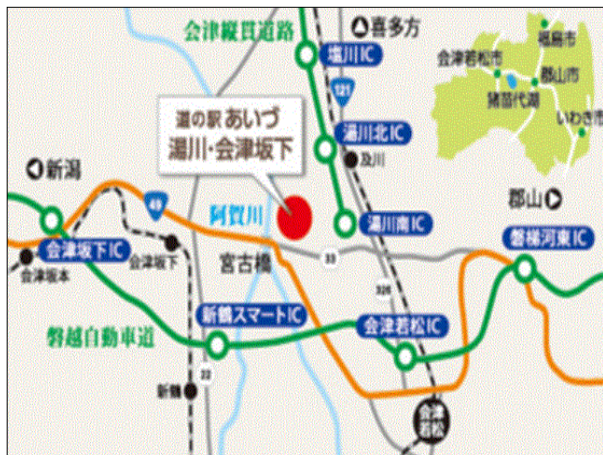 会津縦貫道路
喜多方
塩川IC
121
福島市
会津若松市
郡山市
猪苗代湖
いわき市
道の駅 あいづ
湯川・会津坂下
湯川北IC
及川
新潟
49
阿賀川
湯川南IC
郡山
会津坂下IC
会津坂下
会津坂本
宮古橋
33
磐梯河東IC
326
新鶴スマートIC
会津若松IC
磐越自動車道
22
新鶴
会津
若松